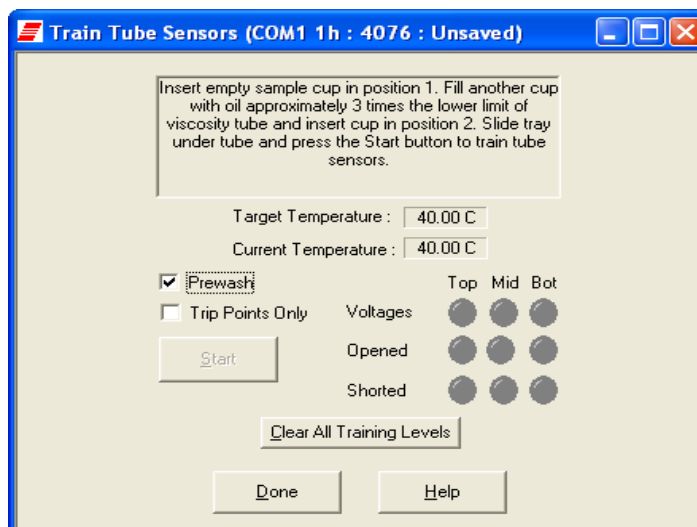 Train Tube Sensors (COM1 1h : 4076 : Unsaved)
Insert empty sample cup in position 1. Fill another cup
with oil approximately 3 times the lower limit of
viscosity tube and insert cup in position 2. Slide tray
under tube and press the Start button to train tube
sensors.
Target Temperature : 40.00 C
Current Temperature : 40.00 C
Prewash
Top Mid Bot
Trip Points Only
Voltages
Start
Opened
Shorted
Clear All Training Levels
Done Help